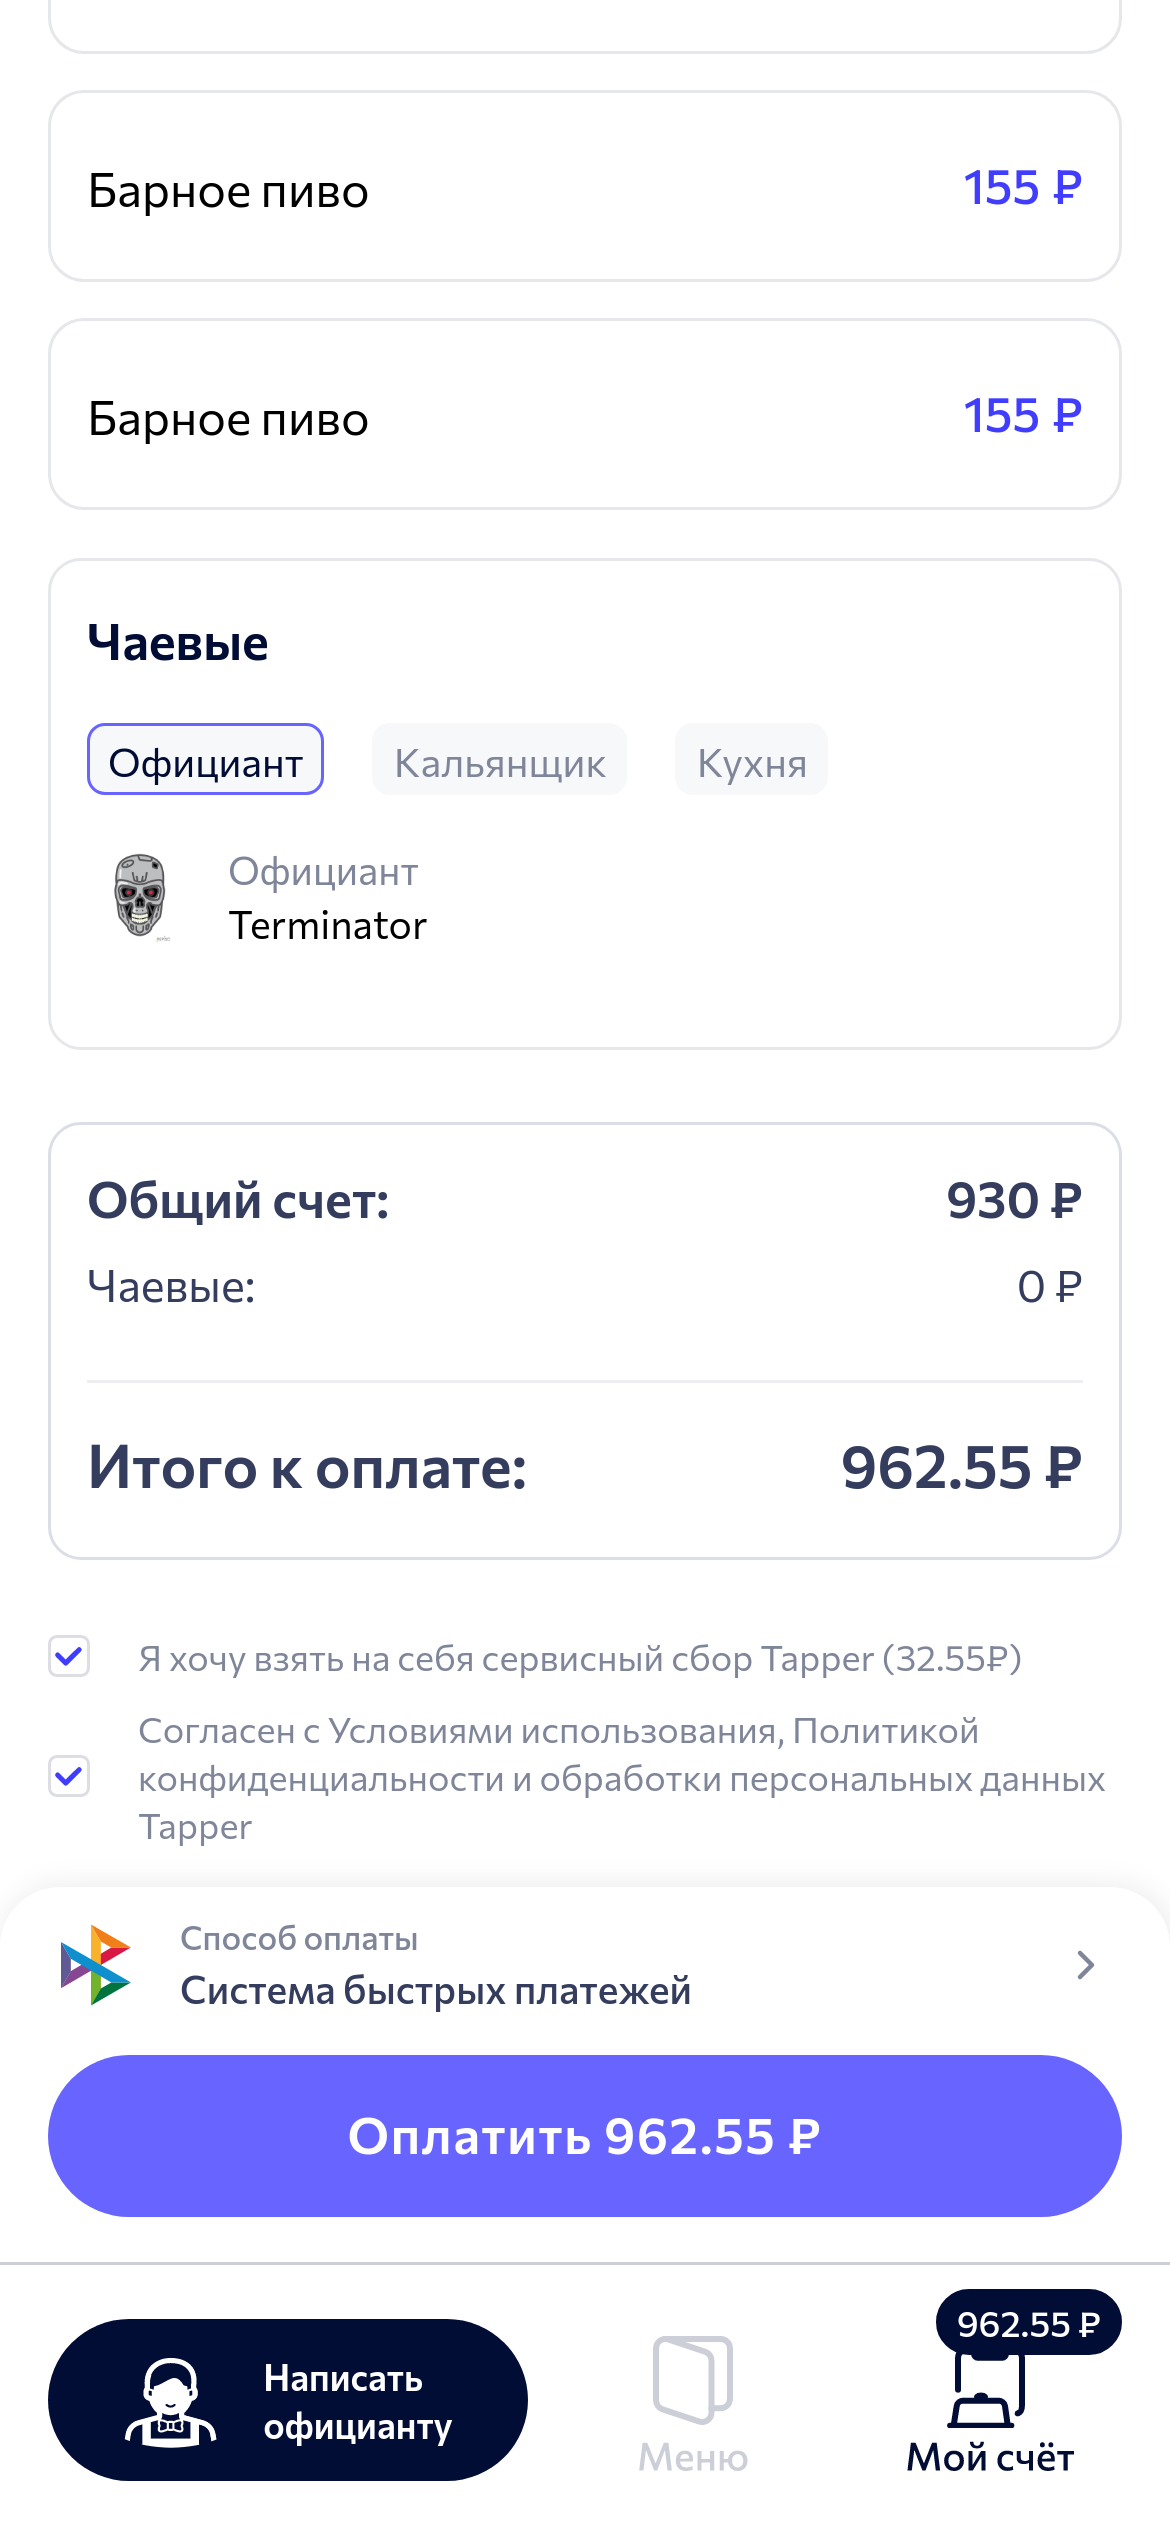 Барное пиво 155 ₽
Барное пиво 155 ₽
Чаевые
Официант Кальянщик Кухня
Официант
Terminator
Общий счет: 930 ₽
Чаевые: 0 ₽
Итого к оплате: 962.55 ₽
Я хочу взять на себя сервисный сбор Tapper (32.55₽)
Согласен с Условиями использования, Политикой
конфиденциальности и обработки персональных данных
Tapper
Способ оплаты
Система быстрых платежей
Оплатить 962.55 ₽
962.55 ₽
Написать
официанту
Меню
Мой счёт